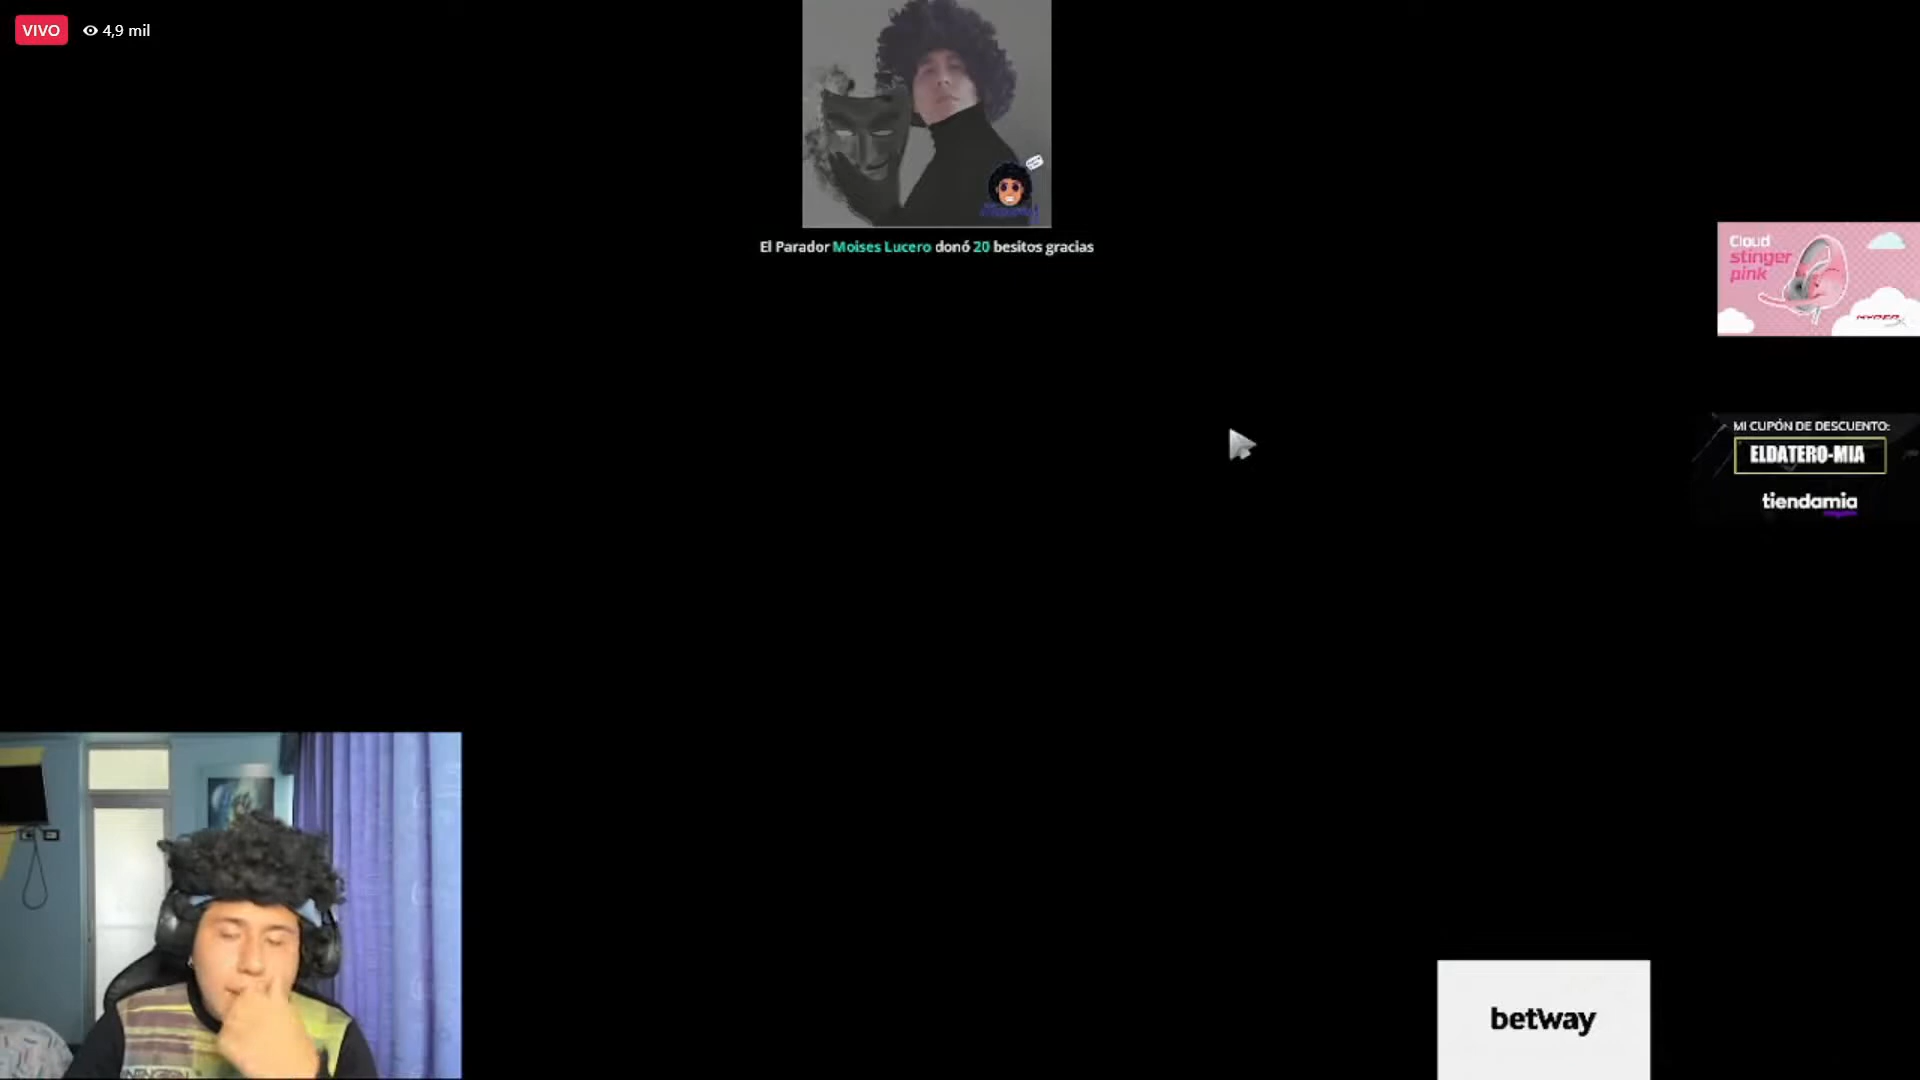 VIVO 4,9 mil
El Parador Moises Lucero donó 20 besitos gracias
Cloud
stinger
pink
HYPERX
MI CUPÓN DE DESCUENTO:
ELDATERO-MIA
tiendamia
betway